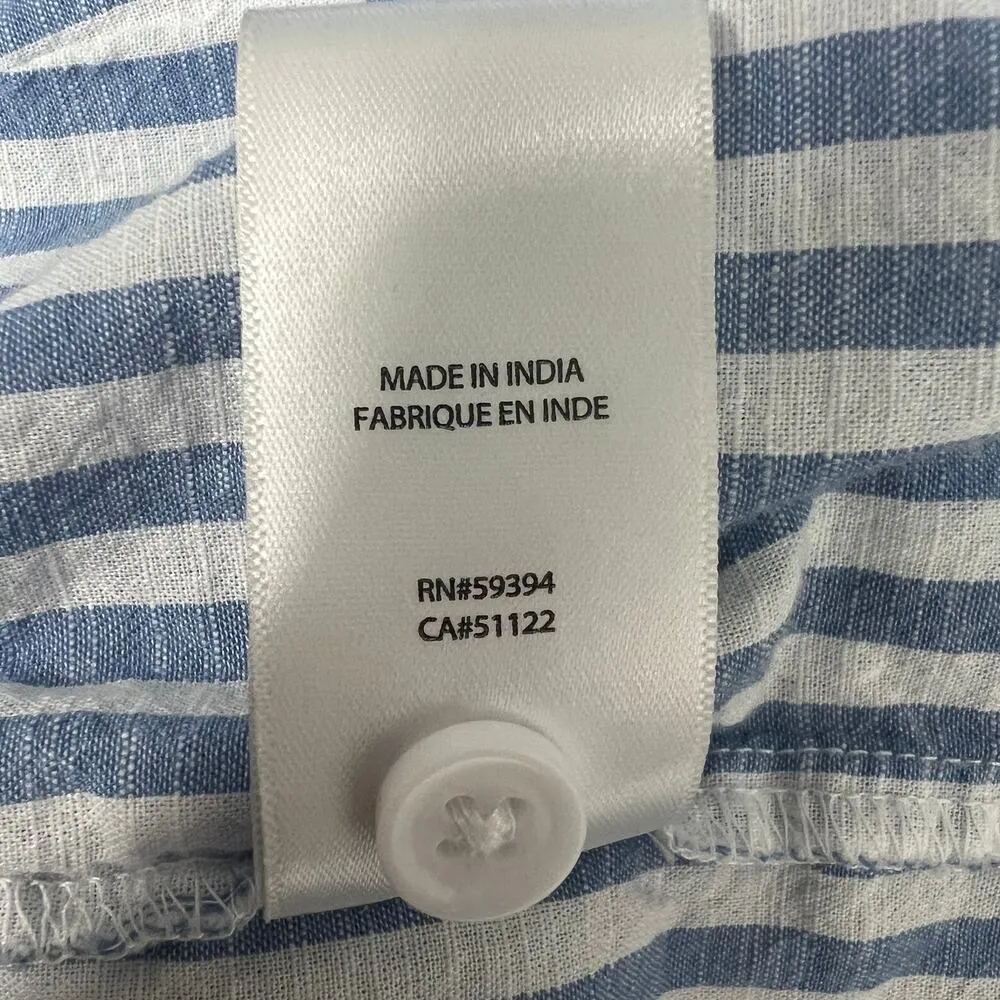 MADE IN INDIA
FABRIQUE EN INDE
RN#59394
CA#51122